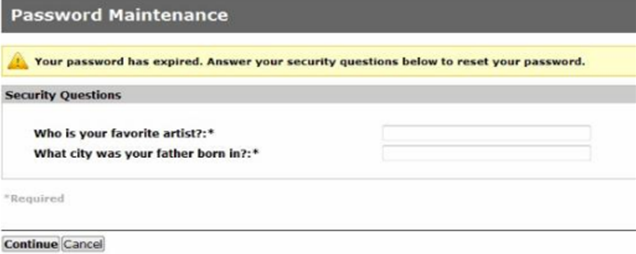 Password Maintenance
Your password has expired. Answer your security questions below to reset your password.
Security Questions
Who is your favorite artist?:*
What city was your father born in?:*
*Required
Continue Cancel